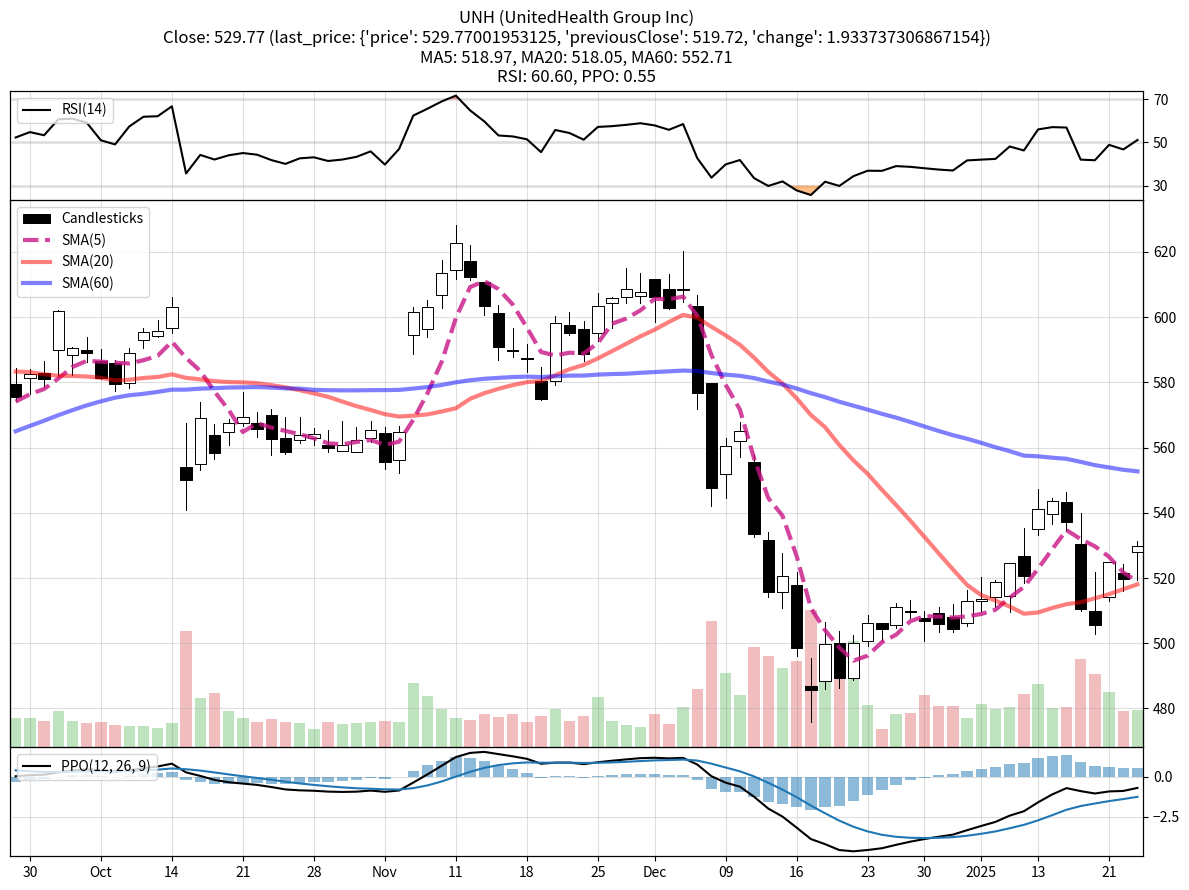 UNH (UnitedHealth Group Inc)
Close: 529.77 (last_price: {'price': 529.77001953125, 'previousClose': 519.72, 'change': 1.933737306867154})
MA5: 518.97, MA20: 518.05, MA60: 552.71
RSI: 60.60, PPO: 0.55
RSI(14)
70
50
30
Candlesticks
SMA(5)
SMA(20)
SMA(60)
620
600
580
560
540
520
500
480
PPO(12, 26, 9)
0.0
−2.5
30 Oct 14 21 28 Nov 11 18 25 Dec 09 16 23 30 2025 13 21